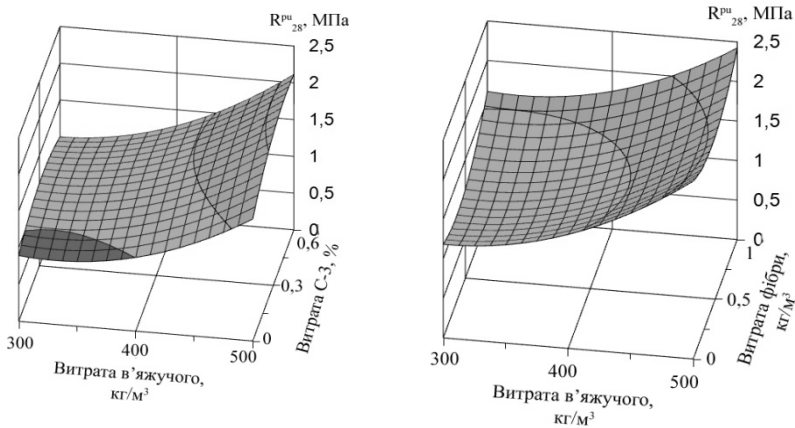 R^pu_28, МПа
2,5
2
1,5
1
0,5
0
0,6
0,3
0
Витрата С-3, %
300
400
500
Витрата в’яжучого,
кг/м³
R^pu_28, МПа
2,5
2
1,5
1
0,5
0
1
0,5
0
Витрата фібри,
кг/м³
300
400
500
Витрата в’яжучого,
кг/м³